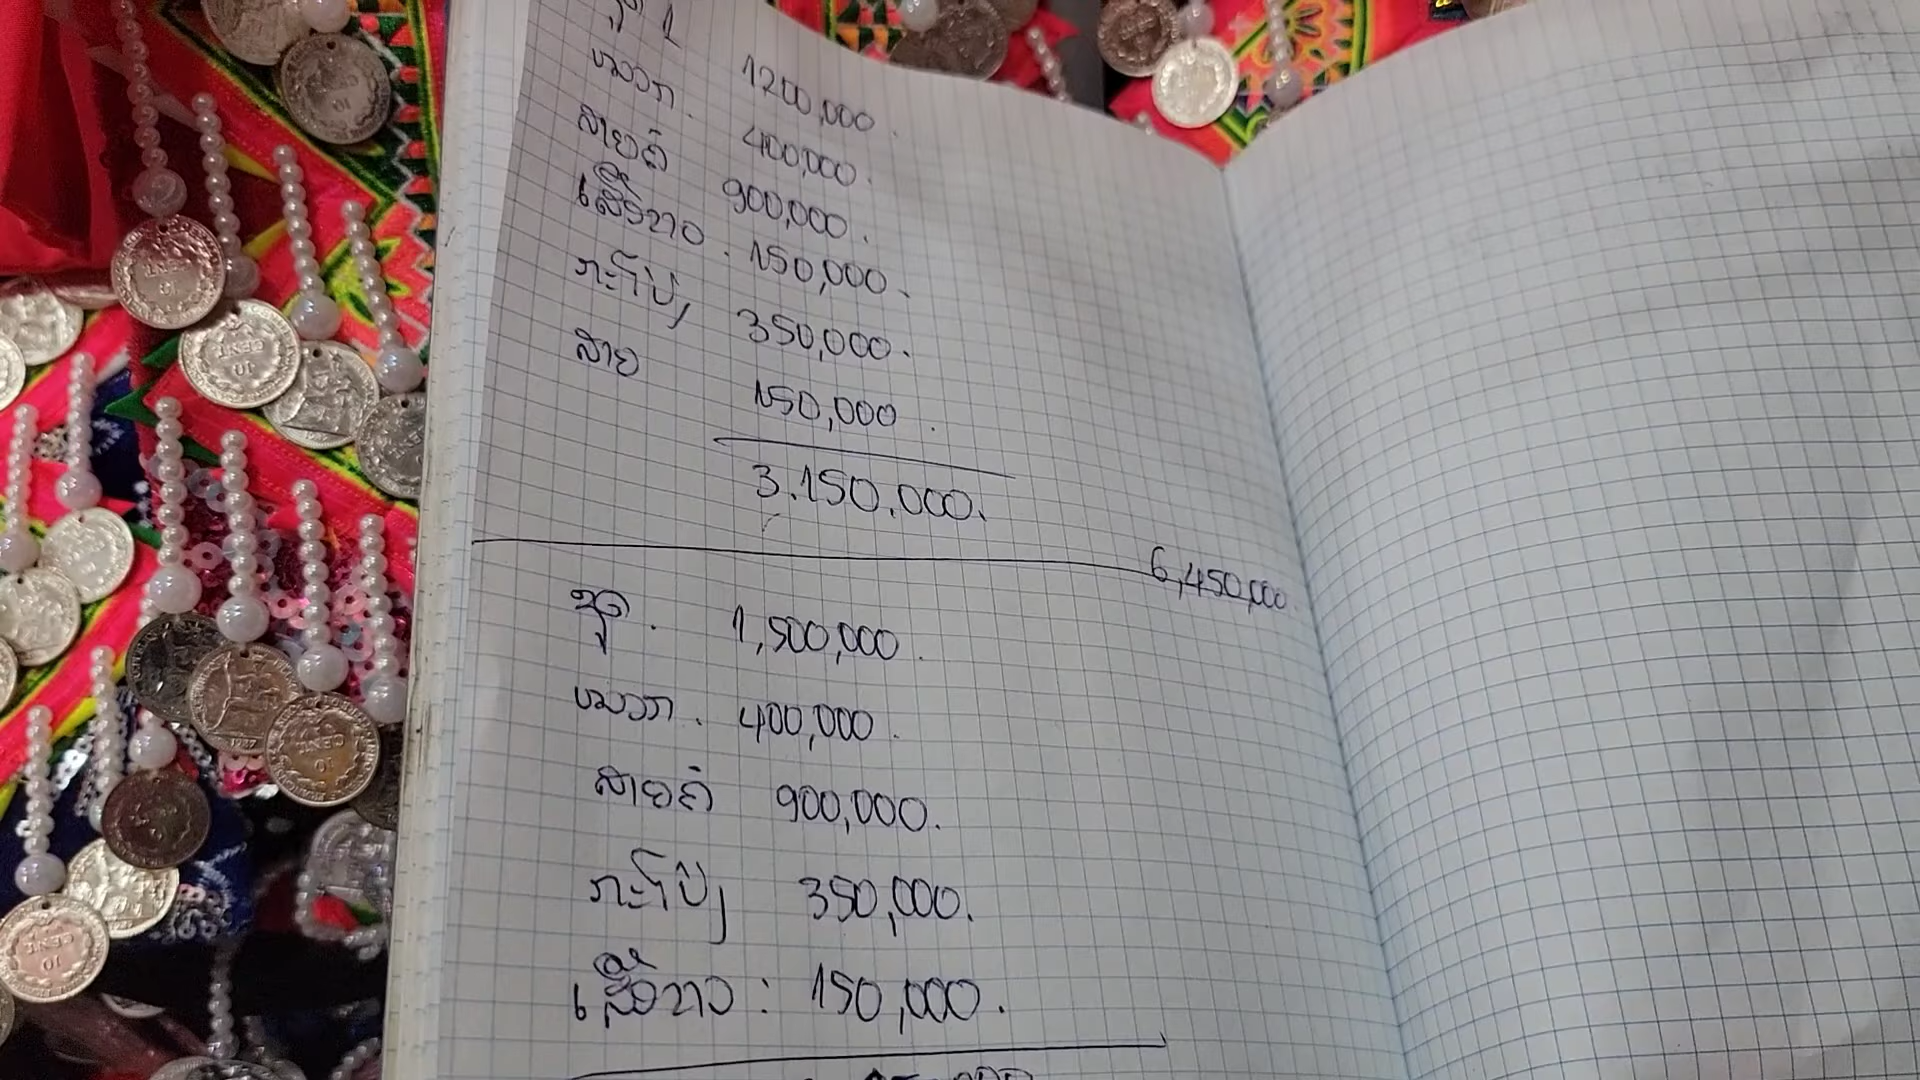 ຊຸດ 1 1200,000.
ໝວກ. 400,000.
ສາຍຄໍ 900,000.
ເສື້ອຂາວ: 150,000.
ກະໂປ່ງ 350,000.
ສາຍ 150,000.
3.150.000.
6,450,000
ຊຸດ. 1,500,000.
ໝວກ. 400,000.
ສາຍຄໍ 900,000.
ກະໂປ່ງ 350,000.
ເສື້ອຂາວ: 150,000.